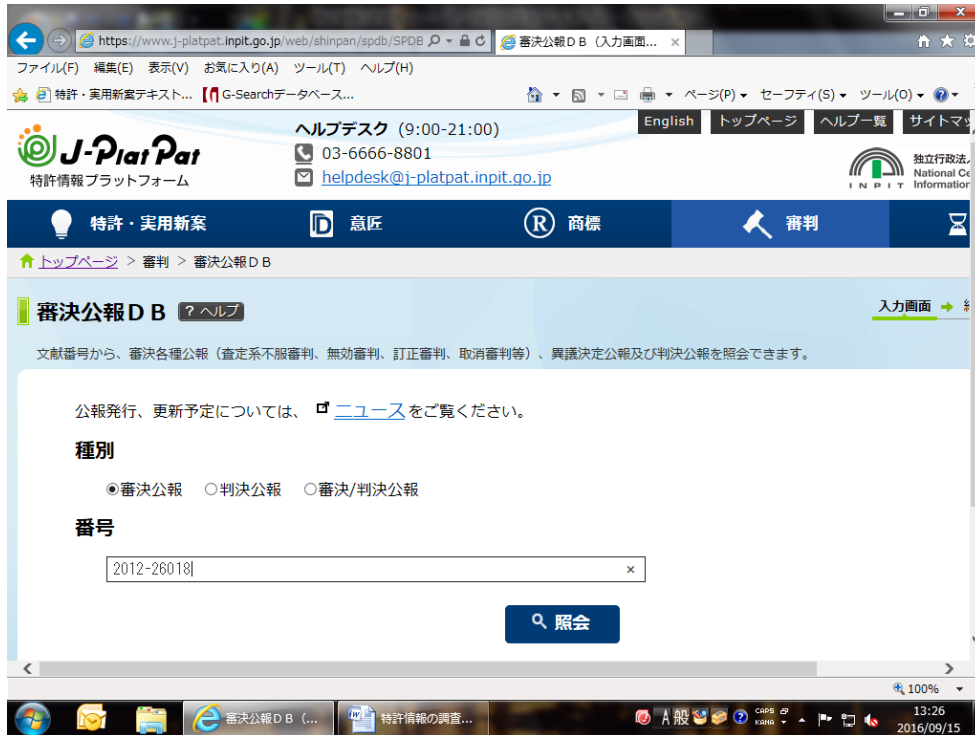 https://www.j-platpat.inpit.go.jp/web/shinpan/spdb/SPDB
審決公報ＤＢ（入力画面...
ファイル(F) 編集(E) 表示(V) お気に入り(A) ツール(T) ヘルプ(H)
特許・実用新案テキスト... G-Searchデータベース... ページ(P) セーフティ(S) ツール(O)
English トップページ ヘルプ一覧 サイトマッ
ヘルプデスク (9:00-21:00)
J-PlatPat
03-6666-8801
特許情報プラットフォーム
helpdesk@j-platpat.inpit.go.jp
INPIT
独立行政法
National Ce
Information
特許・実用新案 意匠 R 商標 審判
トップページ > 審判 > 審決公報ＤＢ
審決公報ＤＢ ? ヘルプ
入力画面
文献番号から、審決各種公報（査定系不服審判、無効審判、訂正審判、取消審判等）、異議決定公報及び判決公報を照会できます。
公報発行、更新予定については、 ニュースをご覧ください。
種別
審決公報 判決公報 審決/判決公報
番号
2012-26018
照会
100%
審決公報ＤＢ (... 特許情報の調査... A 般 CAPS KANA 13:26
2016/09/15